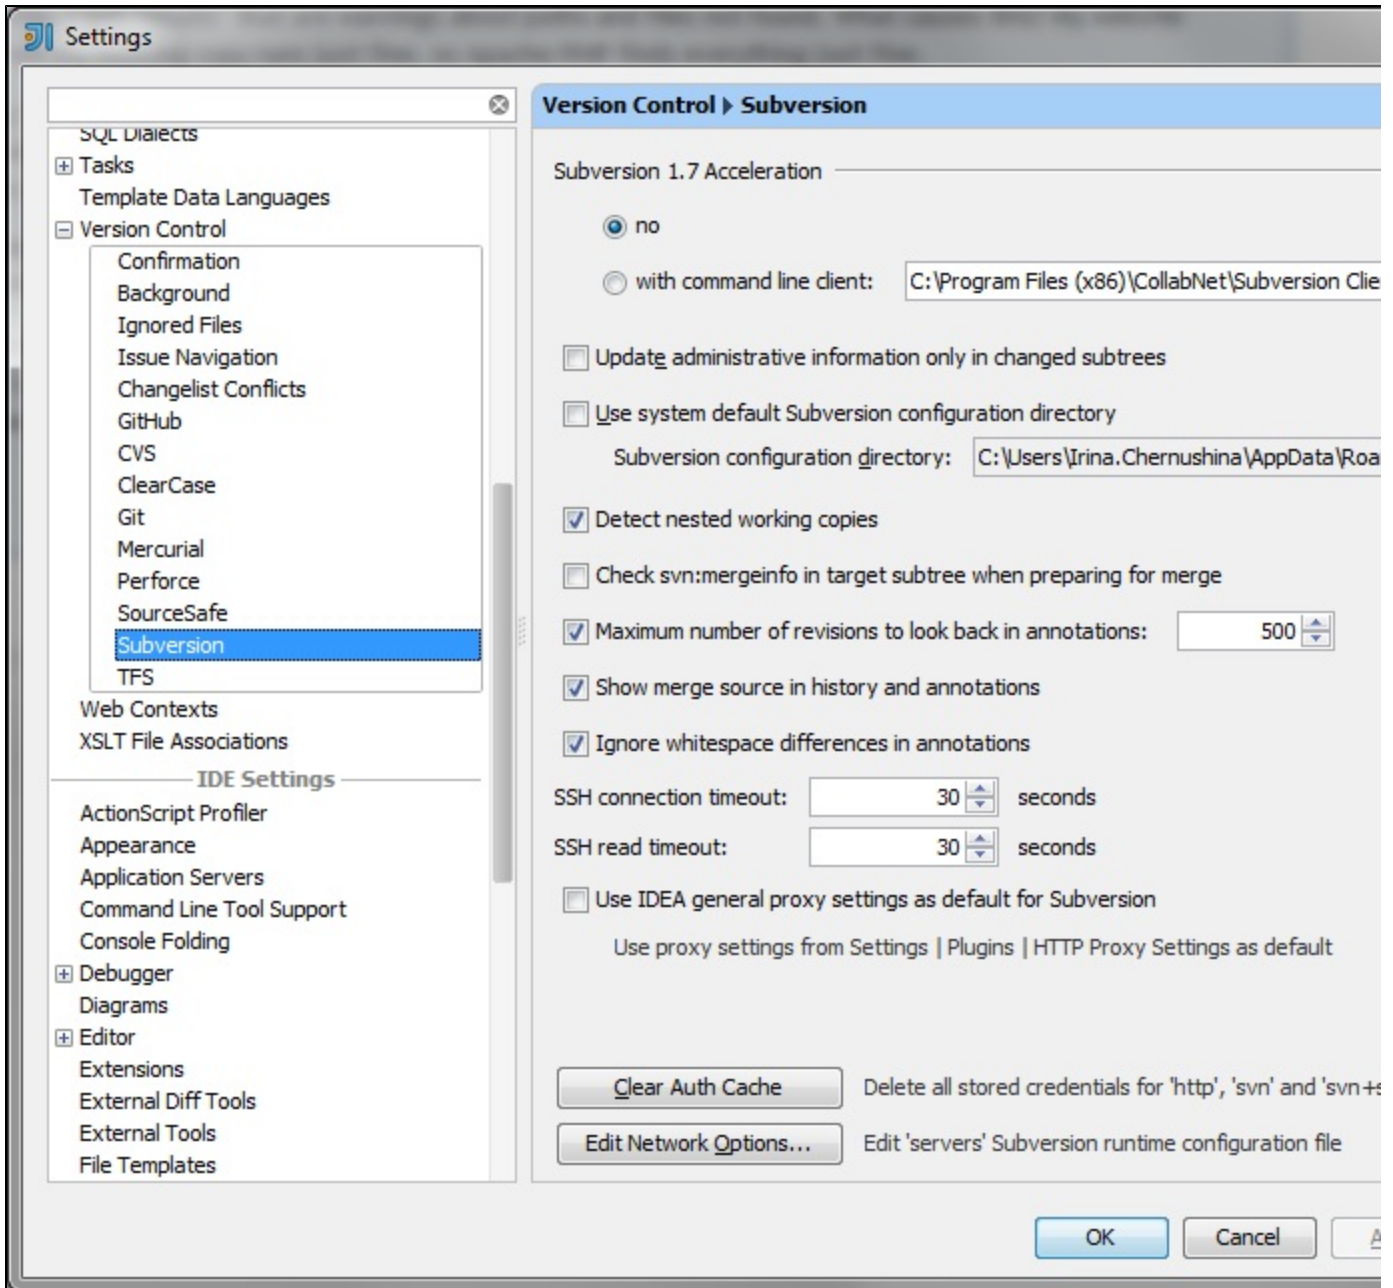 Settings
SQL Dialects
Tasks
Template Data Languages
Version Control
Confirmation
Background
Ignored Files
Issue Navigation
Changelist Conflicts
GitHub
CVS
ClearCase
Git
Mercurial
Perforce
SourceSafe
Subversion
TFS
Web Contexts
XSLT File Associations
IDE Settings
ActionScript Profiler
Appearance
Application Servers
Command Line Tool Support
Console Folding
Debugger
Diagrams
Editor
Extensions
External Diff Tools
External Tools
File Templates
Version Control Subversion
Subversion 1.7 Acceleration
no
with command line client: C:\Program Files (x86)\CollabNet\Subversion Clie
Update administrative information only in changed subtrees
Use system default Subversion configuration directory
Subversion configuration directory: C:\Users\Irina.Chernushina\AppData\Roa
Detect nested working copies
Check svn:mergeinfo in target subtree when preparing for merge
Maximum number of revisions to look back in annotations: 500
Show merge source in history and annotations
Ignore whitespace differences in annotations
SSH connection timeout: 30 seconds
SSH read timeout: 30 seconds
Use IDEA general proxy settings as default for Subversion
Use proxy settings from Settings | Plugins | HTTP Proxy Settings as default
Clear Auth Cache Delete all stored credentials for 'http', 'svn' and 'svn+s
Edit Network Options... Edit 'servers' Subversion runtime configuration file
OK Cancel A